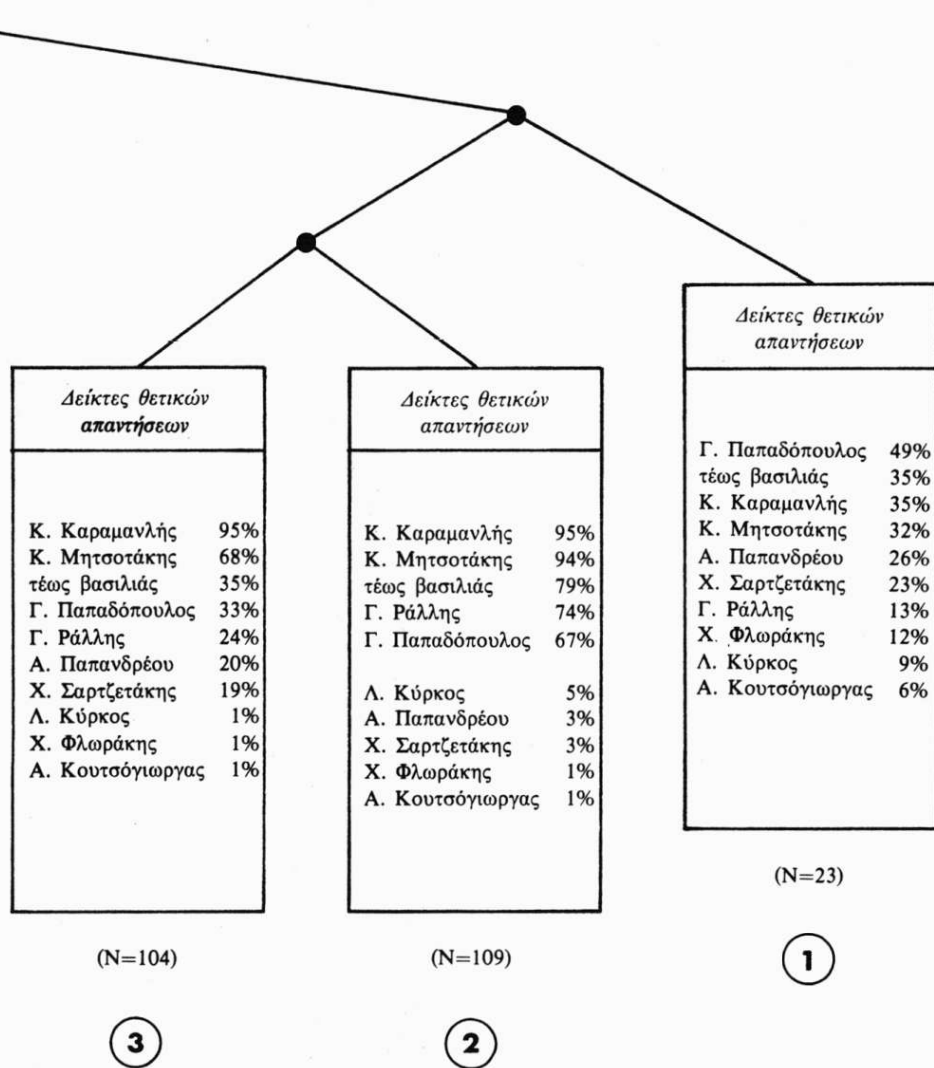 Δείκτες θετικών
απαντήσεων
Κ. Καραμανλής 95%
Κ. Μητσοτάκης 68%
τέως βασιλιάς 35%
Γ. Παπαδόπουλος 33%
Γ. Ράλλης 24%
Α. Παπανδρέου 20%
Χ. Σαρτζετάκης 19%
Λ. Κύρκος 1%
Χ. Φλωράκης 1%
Α. Κουτσόγιωργας 1%
(N=104)
3
Δείκτες θετικών
απαντήσεων
Κ. Καραμανλής 95%
Κ. Μητσοτάκης 94%
τέως βασιλιάς 79%
Γ. Ράλλης 74%
Γ. Παπαδόπουλος 67%
Λ. Κύρκος 5%
Α. Παπανδρέου 3%
Χ. Σαρτζετάκης 3%
Χ. Φλωράκης 1%
Α. Κουτσόγιωργας 1%
(N=109)
2
Δείκτες θετικών
απαντήσεων
Γ. Παπαδόπουλος 49%
τέως βασιλιάς 35%
Κ. Καραμανλής 35%
Κ. Μητσοτάκης 32%
Α. Παπανδρέου 26%
Χ. Σαρτζετάκης 23%
Γ. Ράλλης 13%
Χ. Φλωράκης 12%
Λ. Κύρκος 9%
Α. Κουτσόγιωργας 6%
(N=23)
1